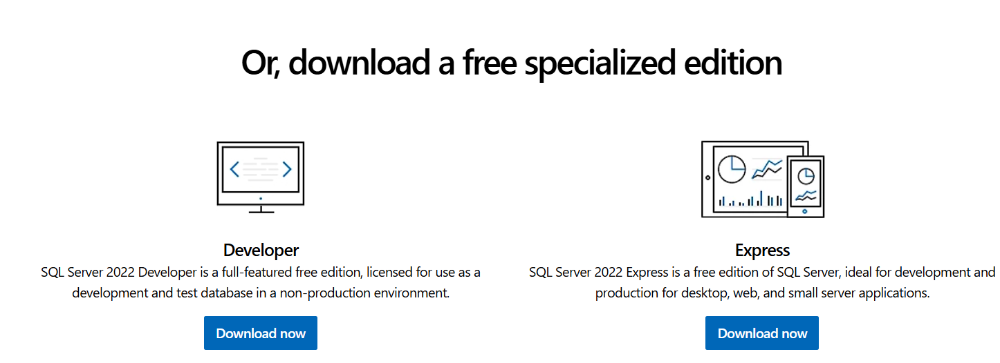 Or, download a free specialized edition
Developer
SQL Server 2022 Developer is a full-featured free edition, licensed for use as a
development and test database in a non-production environment.
Download now
Express
SQL Server 2022 Express is a free edition of SQL Server, ideal for development and
production for desktop, web, and small server applications.
Download now